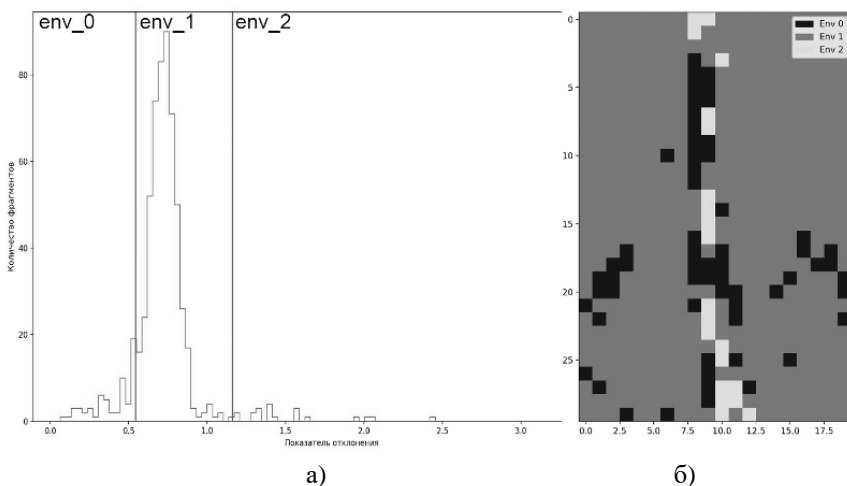 env_0
env_1
env_2
Количество фрагментов
80
60
40
20
0
0.0
0.5
1.0
1.5
2.0
2.5
3.0
Показатель отклонения
а)
Env 0
Env 1
Env 2
0
5
10
15
20
25
0.0
2.5
5.0
7.5
10.0
12.5
15.0
17.5
б)